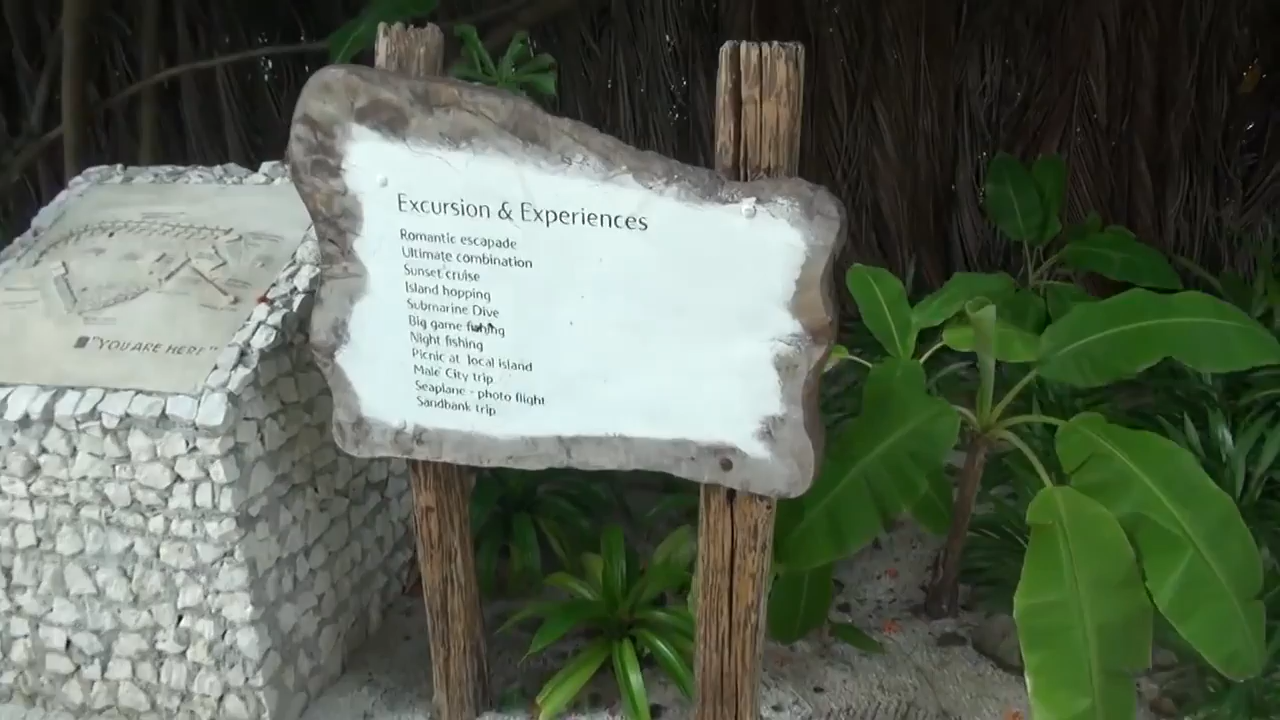 Excursion & Experiences
Romantic escapade
Ultimate combination
Sunset cruise
Island hopping
Submarine Dive
Big game fishing
Night fishing
Picnic at local island
Male' City trip
Seaplane - photo flight
Sandbank trip
"YOU ARE HERE"